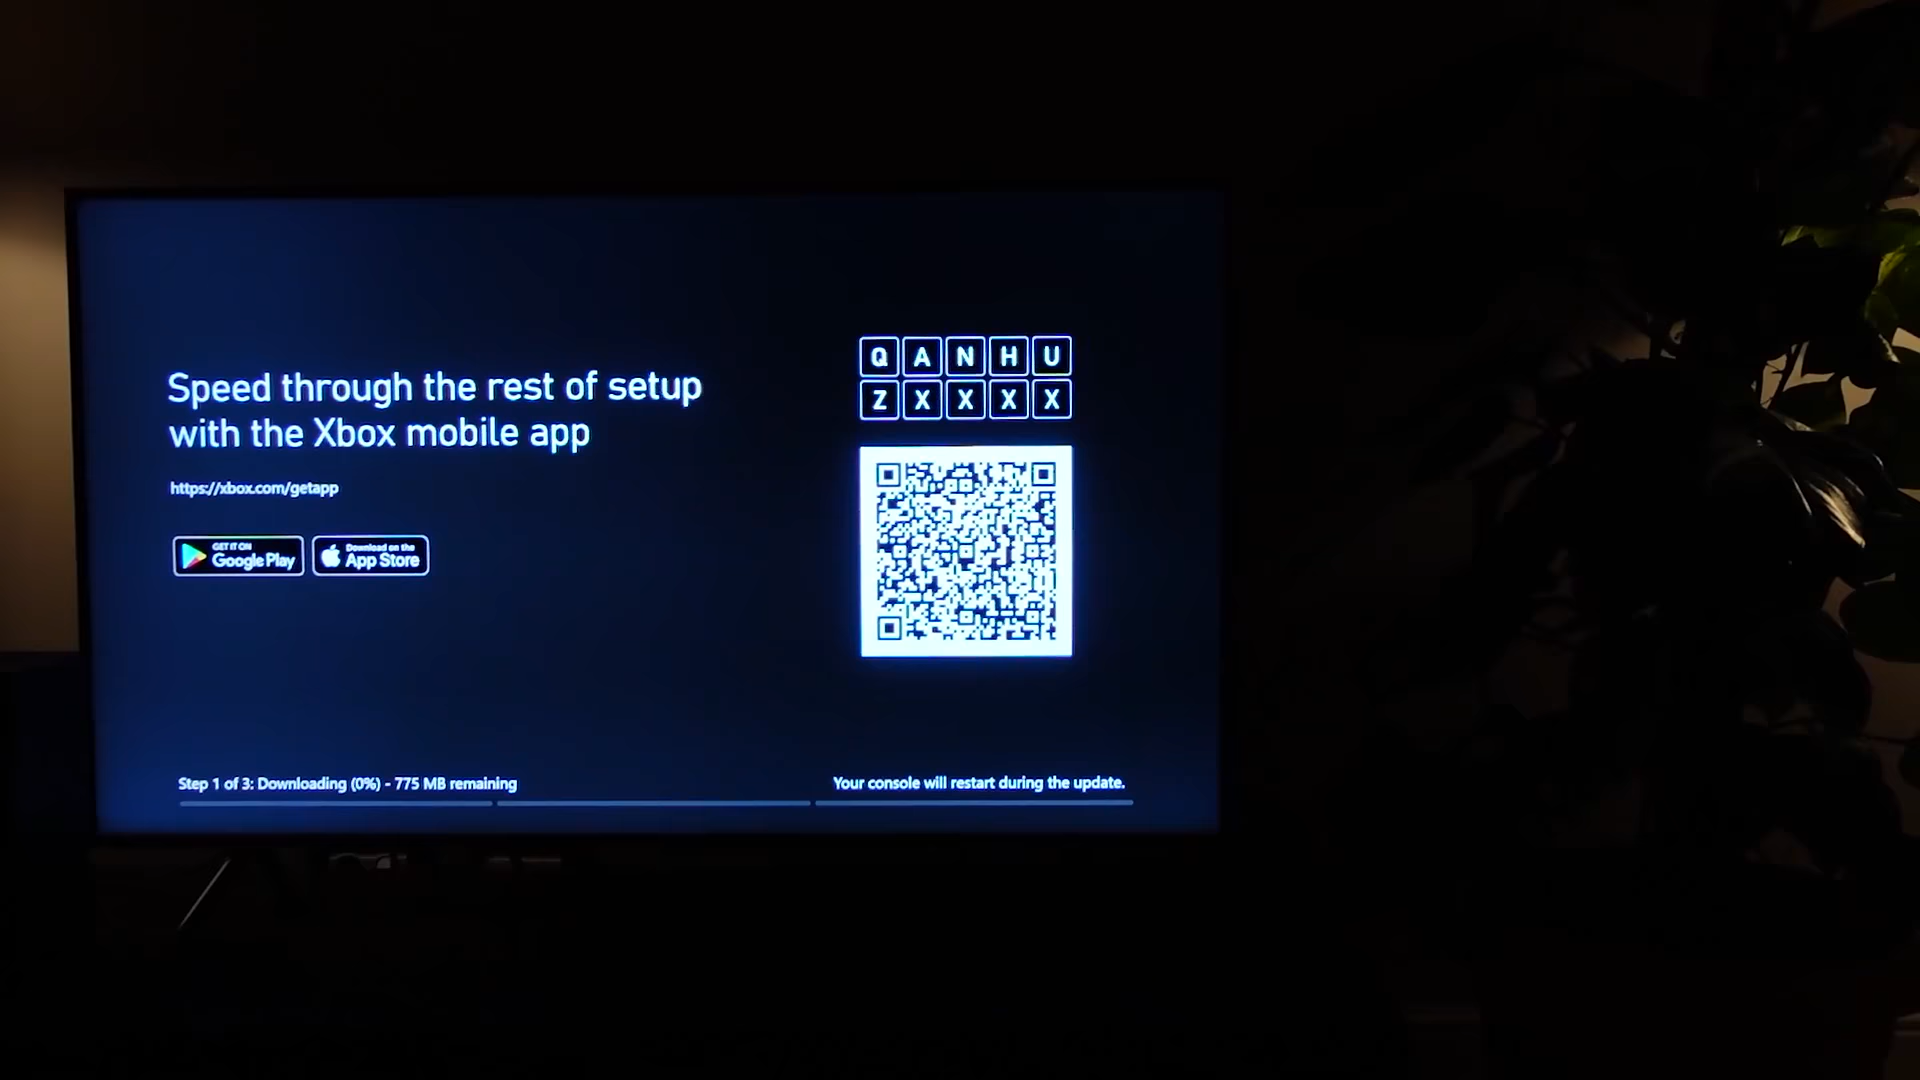 Speed through the rest of setup
with the Xbox mobile app
https://xbox.com/getapp
GET IT ON
Google Play
Download on the
App Store
QANHU
ZXXXX
Step 1 of 3: Downloading (0%) - 775 MB remaining
Your console will restart during the update.